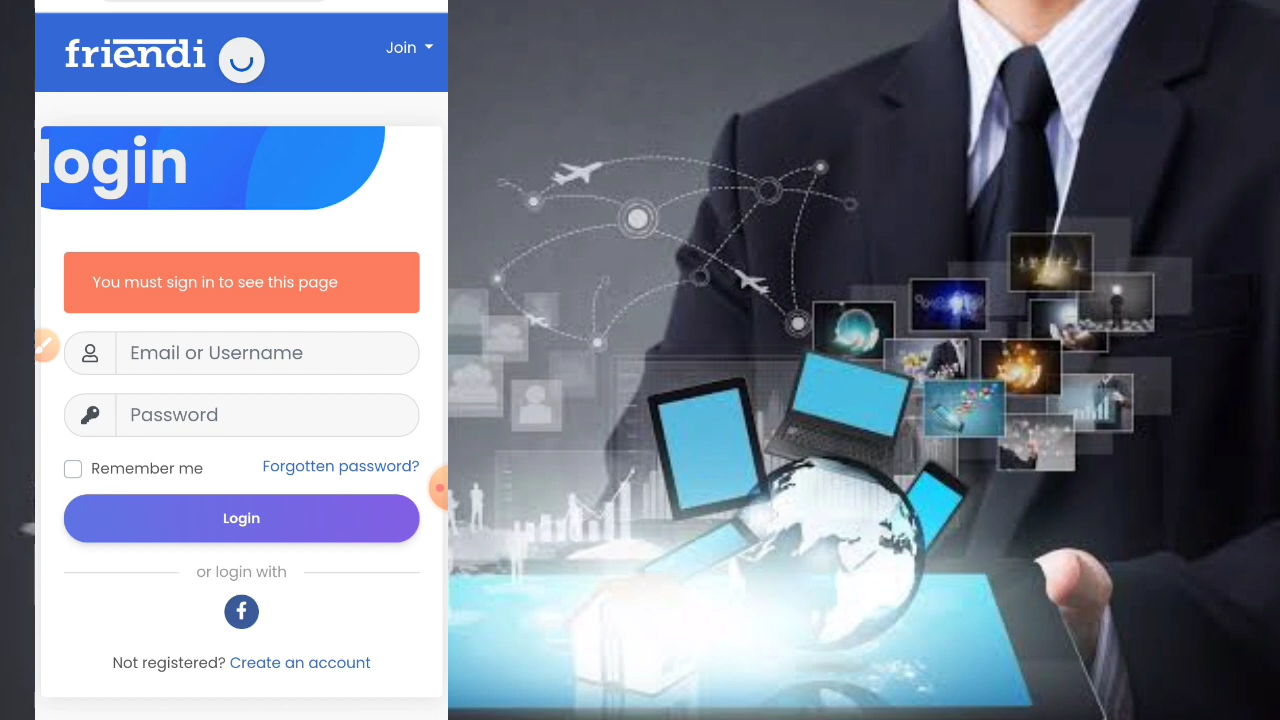 friendi
Join
login
You must sign in to see this page
Email or Username
Password
Remember me
Forgotten password?
Login
or login with
Not registered? Create an account